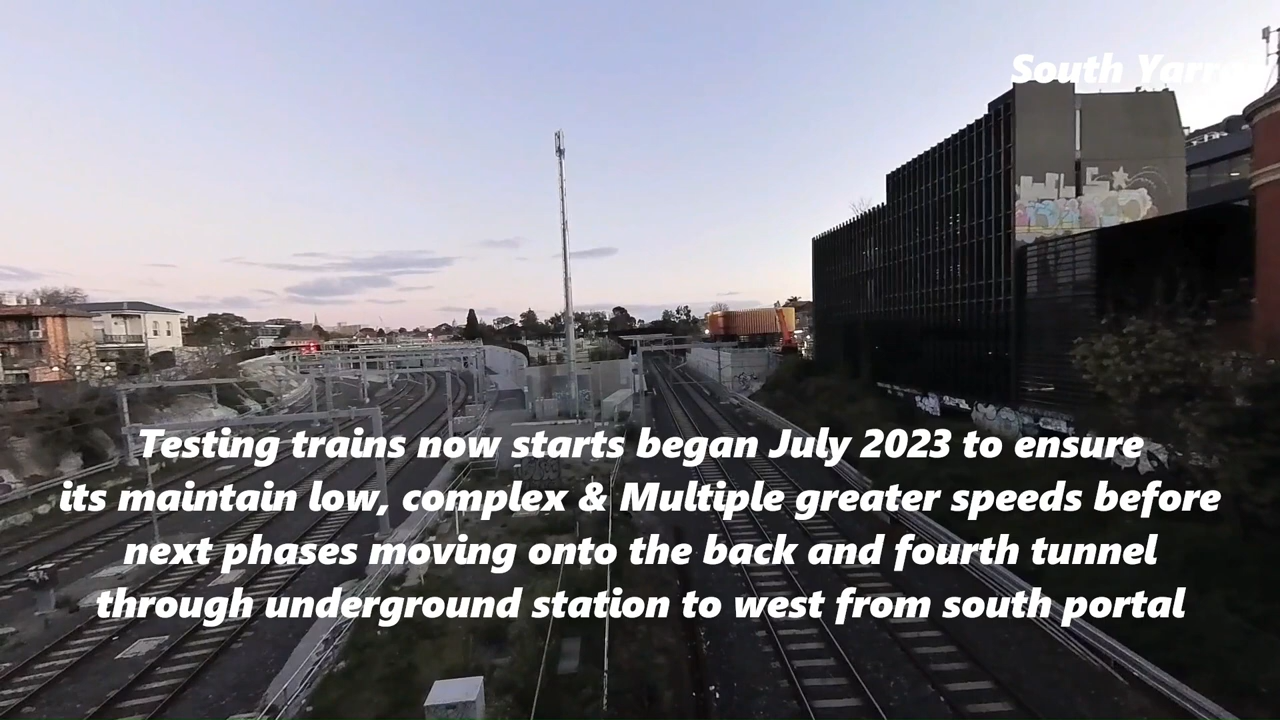 South Yarra
Testing trains now starts began July 2023 to ensure
its maintain low, complex & Multiple greater speeds before
next phases moving onto the back and fourth tunnel
through underground station to west from south portal